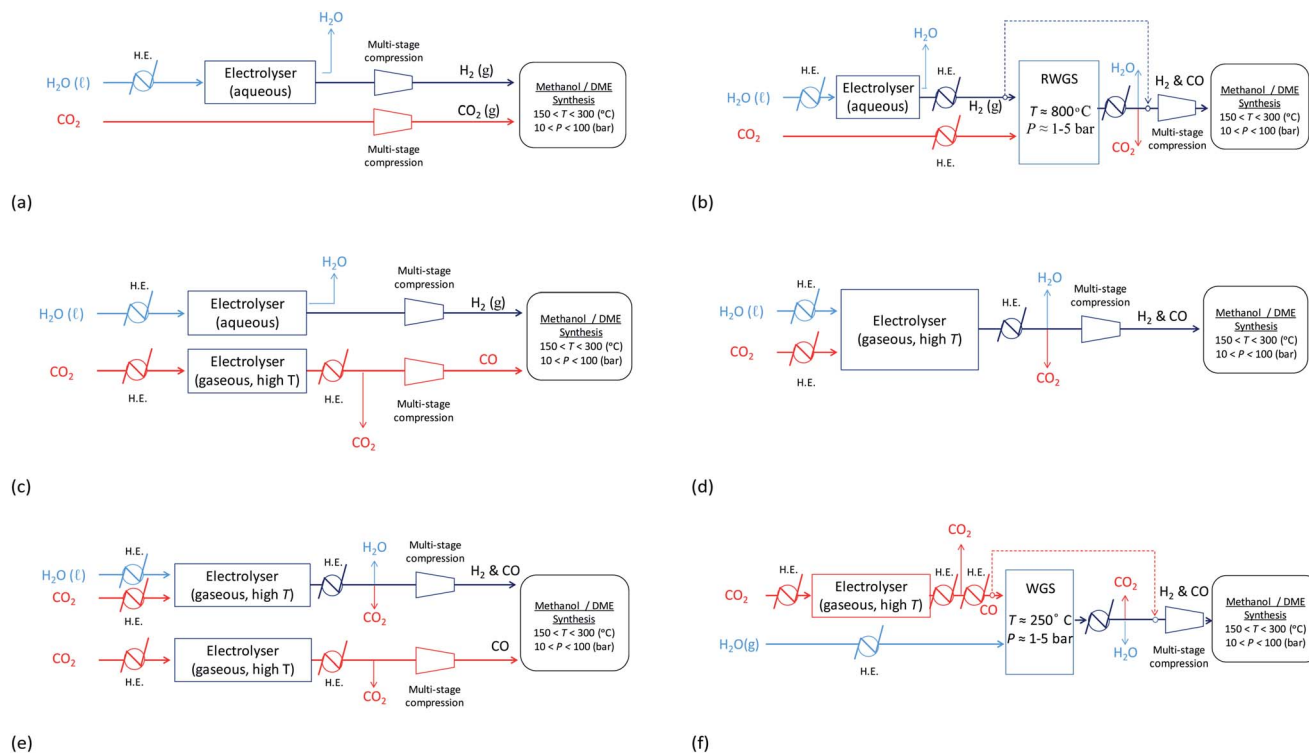 H2O
Multi-stage
compression
H.E.
H2O (ℓ)
Electrolyser
(aqueous)
H2 (g)
CO2
CO2 (g)
Multi-stage
compression
Methanol / DME
Synthesis
150 < T < 300 (°C)
10 < P < 100 (bar)
(a)
H2O
H.E.
H.E.
H2O (ℓ)
Electrolyser
(aqueous)
H2 (g)
CO2
H.E.
RWGS
T ≈ 800°C
P ≈ 1-5 bar
H2O
CO2
H2 & CO
Multi-stage
compression
Methanol / DME
Synthesis
150 < T < 300 (°C)
10 < P < 100 (bar)
(b)
H2O
Multi-stage
compression
H.E.
H2O (ℓ)
Electrolyser
(aqueous)
H2 (g)
CO2
H.E.
Electrolyser
(gaseous, high T)
H.E.
CO2
CO
Multi-stage
compression
Methanol / DME
Synthesis
150 < T < 300 (°C)
10 < P < 100 (bar)
(c)
H.E.
H2O (ℓ)
CO2
H.E.
Electrolyser
(gaseous, high T)
H.E.
H2O
CO2
Multi-stage
compression
H2 & CO
Methanol / DME
Synthesis
150 < T < 300 (°C)
10 < P < 100 (bar)
(d)
H.E.
H2O (ℓ)
CO2
H.E.
Electrolyser
(gaseous, high T)
H.E.
H2O
CO2
Multi-stage
compression
H2 & CO
CO2
H.E.
Electrolyser
(gaseous, high T)
H.E.
CO2
CO
Multi-stage
compression
Methanol / DME
Synthesis
150 < T < 300 (°C)
10 < P < 100 (bar)
(e)
CO2
H.E.
CO2
Electrolyser
(gaseous, high T)
H.E.
H.E.
CO
H2O(g)
H.E.
WGS
T ≈ 250° C
P ≈ 1-5 bar
CO2
H2O
H2 & CO
Multi-stage
compression
Methanol / DME
Synthesis
150 < T < 300 (°C)
10 < P < 100 (bar)
(f)